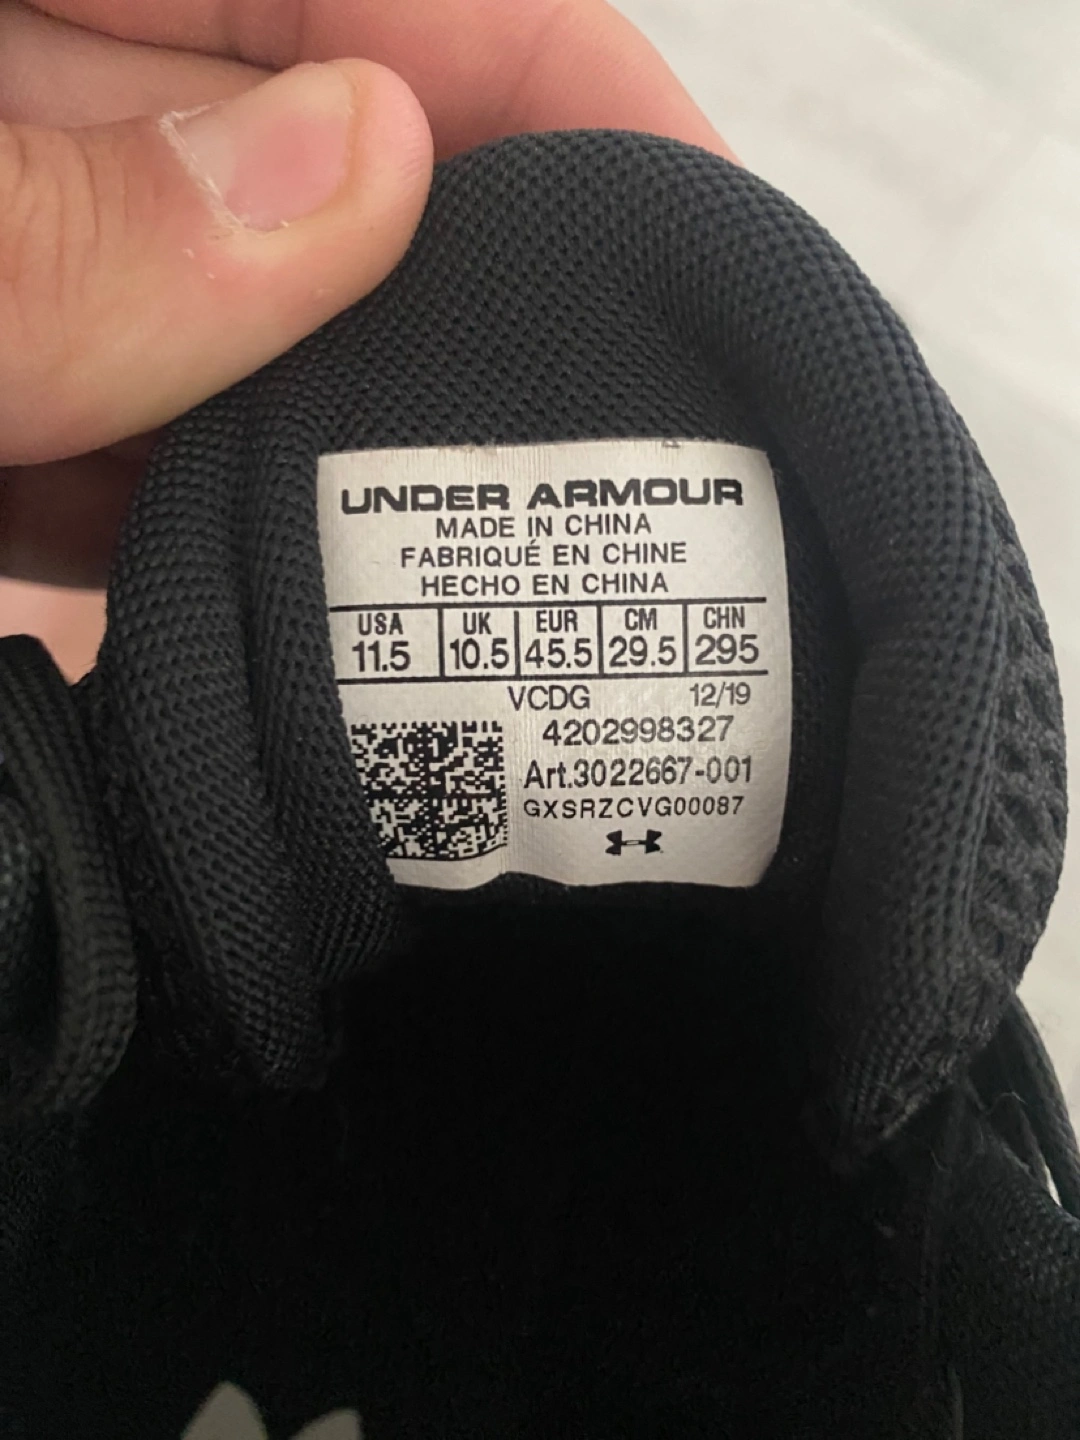 UNDER ARMOUR
MADE IN CHINA
FABRIQUÉ EN CHINE
HECHO EN CHINA
USA UK EUR CM CHN
11.5 10.5 45.5 29.5 295
VCDG 12/19
4202998327
Art.3022667-001
GXSRZCVG00087